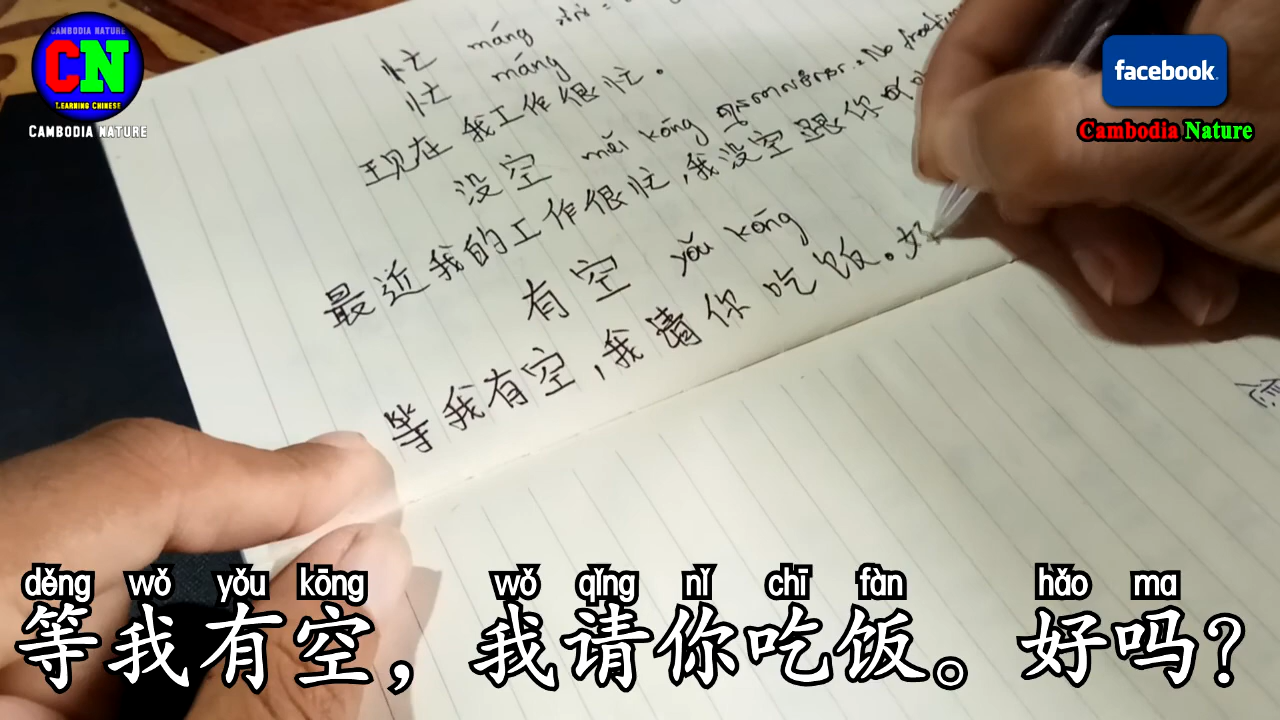 CAMBODIA NATURE
CN
Learning Chinese
Cambodia Nature
facebook
Cambodia Nature
忙 máng
忙 máng
现在我工作很忙。
没空 méi kōng
最近我的工作很忙,我没空跟你
有空 yǒu kōng
等我有空,我请你吃饭。好
děng wǒ yǒu kōng wǒ qǐng nǐ chī fàn hǎo ma
等我有空，我请你吃饭。好吗？